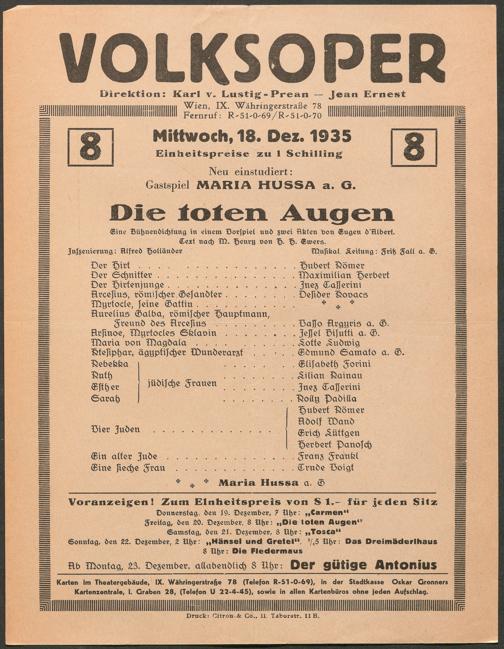 VOLKSOPER
Direktion: Karl v. Lustig-Prean — Jean Ernest
Wien, IX. Währingerstraße 78
Fernruf: R-51-0-69/R-51-0-70
8 Mittwoch, 18. Dez. 1935 8
Einheitspreise zu 1 Schilling
Neu einstudiert:
Gastspiel MARIA HUSSA a. G.
Die toten Augen
Eine Bühnendichtung in einem Vorspiel und zwei Akten von Eugen d'Albert.
Text nach M. Henry von H. H. Ewers.
Inszenierung: Alfred Holländer Musikal. Leitung: Fritz Fall a. G.
Der Hirt . . . . . . . . . . Hubert Römer
Der Schnitter . . . . . . . . . . Maximilian Herbert
Der Hirtenjunge . . . . . . . . . . Inez Casserini
Arcesius, römischer Gesandter . . . . . . . Desider Kovacs
Myrtocle, seine Gattin . . . . . . . . . * * *
Aurelius Galba, römischer Hauptmann,
Freund des Arcesius . . . . . . . . Basso Argyris a. G.
Arsinoe, Myrtocles Sklavin . . . . . . . . Jessel Bisutti a. G.
Maria von Magdala . . . . . . . . . . Lotte Ludwig
Ktesiphar, ägyptischer Wunderarzt . . . . . . Edmund Samato a. G.
Rebekka . . . . . . Elisabeth Forini
Ruth . . . . . . Lilian Rainau
Esther jüdische Frauen . . . . . . Inez Casserini
Sarah . . . . . . Rolly Padilla
Hubert Römer
Adolf Wand
Vier Juden . . . . . . . . . . Erich Lüttgen
Herbert Panosch
Ein alter Jude . . . . . . . . . . Franz Frankl
Eine sieche Frau . . . . . . . . . . Trude Voigt
* * * Maria Hussa a. G
Voranzeigen! Zum Einheitspreis von S 1.- für jeden Sitz
Donnerstag, den 19. Dezember, 7 Uhr: „Carmen"
Freitag, den 20. Dezember, 8 Uhr: „Die toten Augen"
Samstag, den 21. Dezember, 8 Uhr: „Tosca"
Sonntag, den 22. Dezember, 2 Uhr: „Hänsel und Gretel". ½5 Uhr: Das Dreimäderlhaus
8 Uhr: Die Fledermaus
Ab Montag, 23. Dezember, allabendlich 8 Uhr: Der gütige Antonius
Karten im Theatergebäude, IX. Währingerstraße 78 (Telefon R-51-0-69), in der Stadtkasse Oskar Gronners
Kartenzentrale, I. Graben 28, (Telefon U 22-4-45), sowie in allen Kartenbüros ohne jeden Aufschlag.
Druck: Citron & Co., II. Taborstr. 11 B.